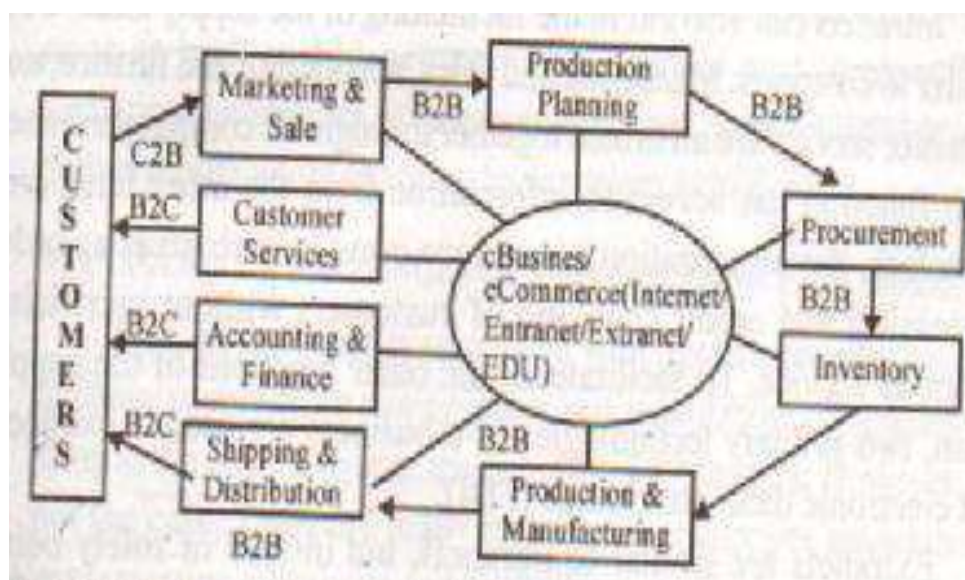 Marketing &
Sale
Production
Planning
B2B
B2B
C
U
S
T
O
M
E
R
S
C2B
B2C
Customer
Services
Procurement
cBusines/
eCommerce(Internet/
Entranet/Extranet/
EDU)
B2B
B2C
Accounting &
Finance
Inventory
B2C
Shipping &
Distribution
B2B
Production &
Manufacturing
B2B